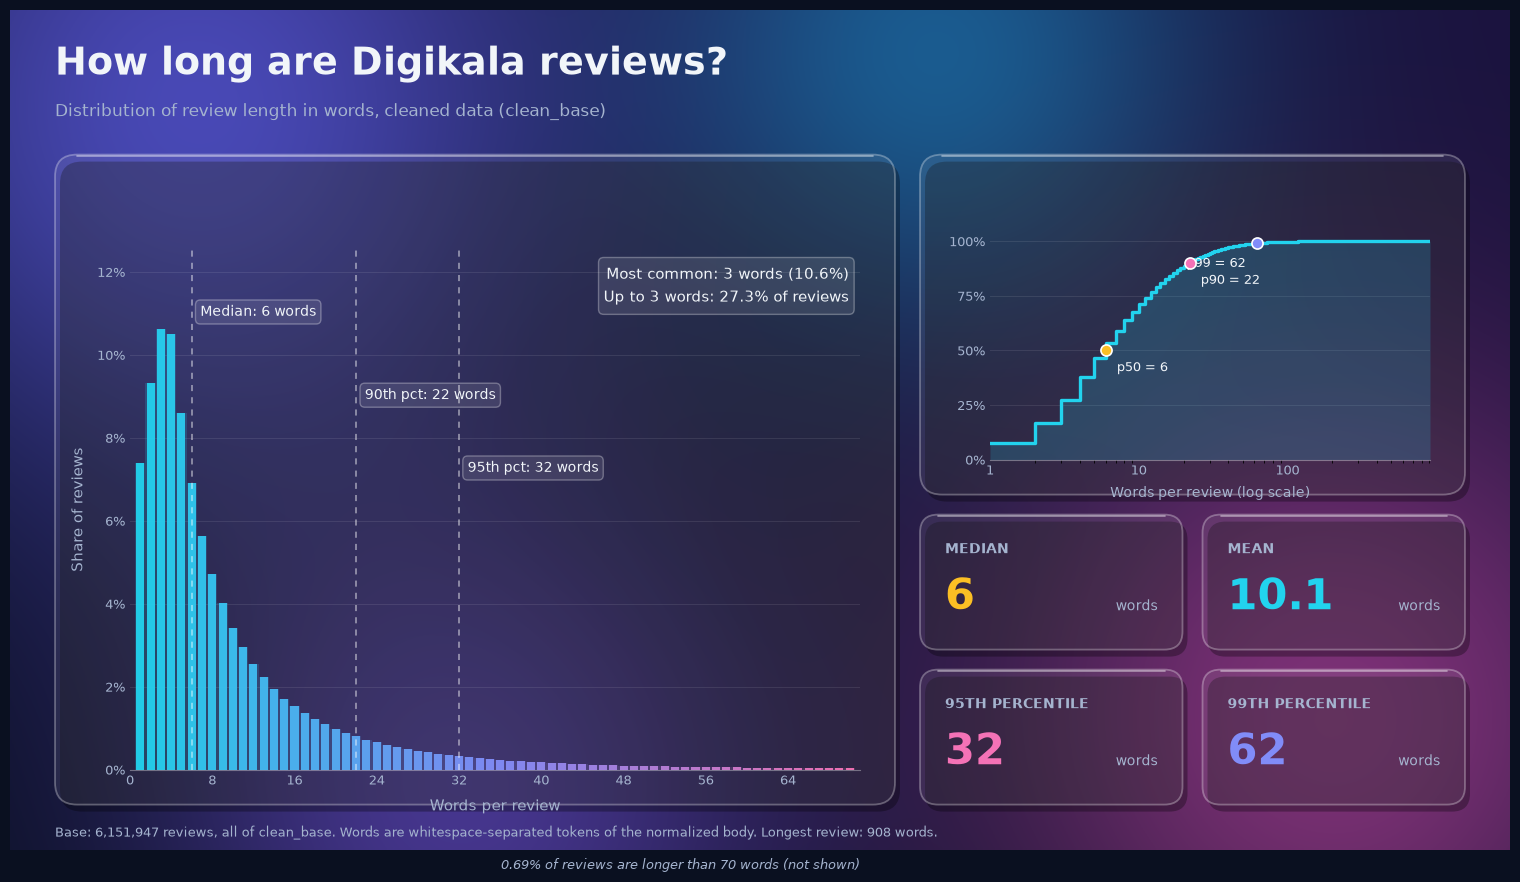 How long are Digikala reviews?
Distribution of review length in words, cleaned data (clean_base)
12%
10%
8%
6%
4%
2%
0%
Share of reviews
Median: 6 words
90th pct: 22 words
95th pct: 32 words
Most common: 3 words (10.6%)
Up to 3 words: 27.3% of reviews
0 8 16 24 32 40 48 56 64
Words per review
100%
75%
50%
25%
0%
99 = 62
p90 = 22
p50 = 6
1 10 100
Words per review (log scale)
MEDIAN
6 words
MEAN
10.1 words
95TH PERCENTILE
32 words
99TH PERCENTILE
62 words
Base: 6,151,947 reviews, all of clean_base. Words are whitespace-separated tokens of the normalized body. Longest review: 908 words.
0.69% of reviews are longer than 70 words (not shown)